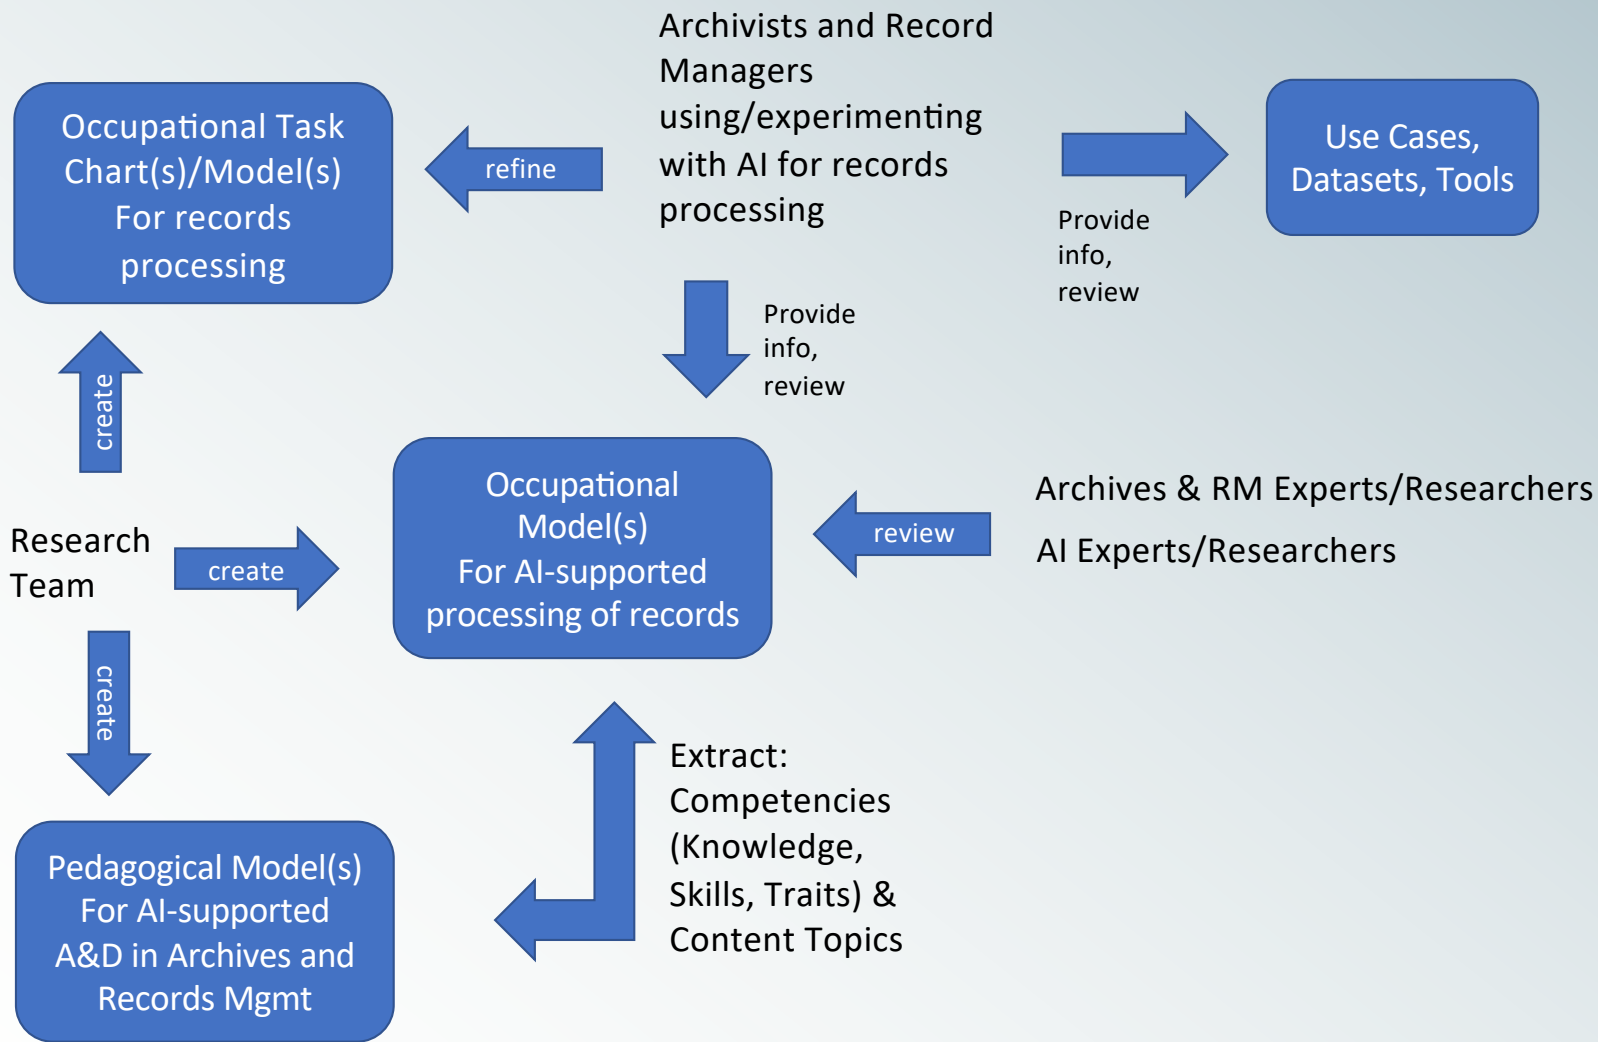 Archivists and Record
Managers
using/experimenting
with AI for records
processing
Occupational Task
Chart(s)/Model(s)
For records
processing
refine
Use Cases,
Datasets, Tools
Provide
info,
review
Provide
info,
review
create
Occupational
Model(s)
For AI-supported
processing of records
Archives & RM Experts/Researchers
AI Experts/Researchers
review
Research
Team
create
create
Extract:
Competencies
(Knowledge,
Skills, Traits) &
Content Topics
Pedagogical Model(s)
For AI-supported
A&D in Archives and
Records Mgmt